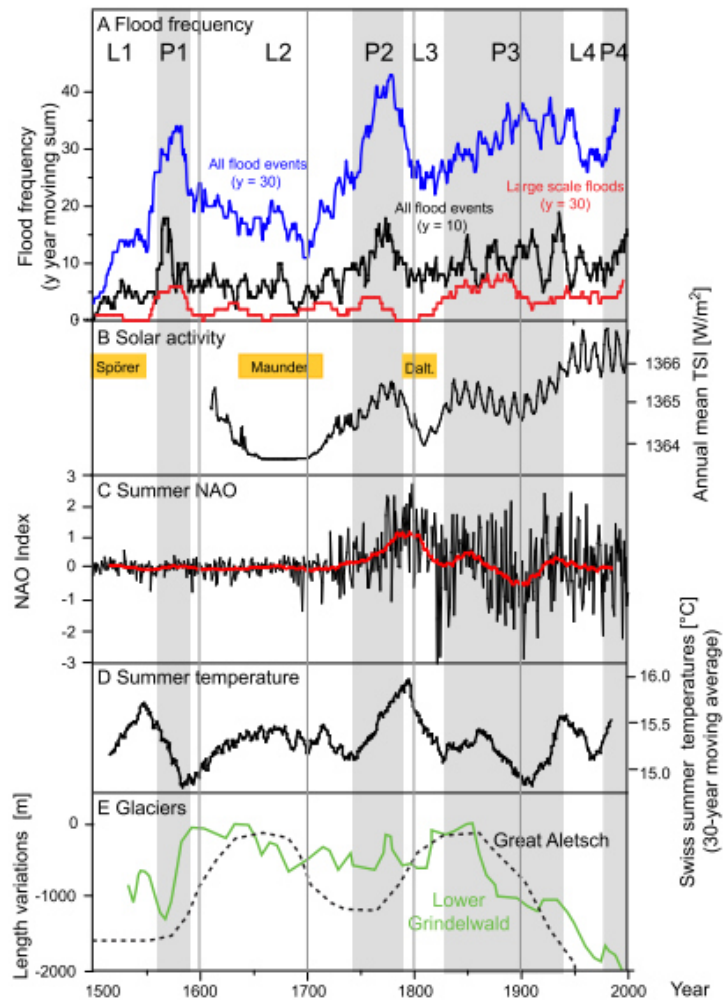 A Flood frequency
L1 P1 L2 P2 L3 P3 L4 P4
Flood frequency
(y year movinng sum)
40
30
20
10
0
All flood events
(y = 30)
All flood events
(y = 10)
Large scale floods
(y = 30)
B Solar activity
Spörer
Maunder
Dalt.
Annual mean TSI [W/m²]
1366
1365
1364
C Summer NAO
NAO Index
3
2
1
0
-1
-2
-3
D Summer temperature
Swiss summer temperatures [°C]
(30-year moving average)
16.0
15.5
15.0
E Glaciers
Length variations [m]
0
-1000
-2000
Great Aletsch
Lower
Grindelwald
1500 1600 1700 1800 1900 2000 Year